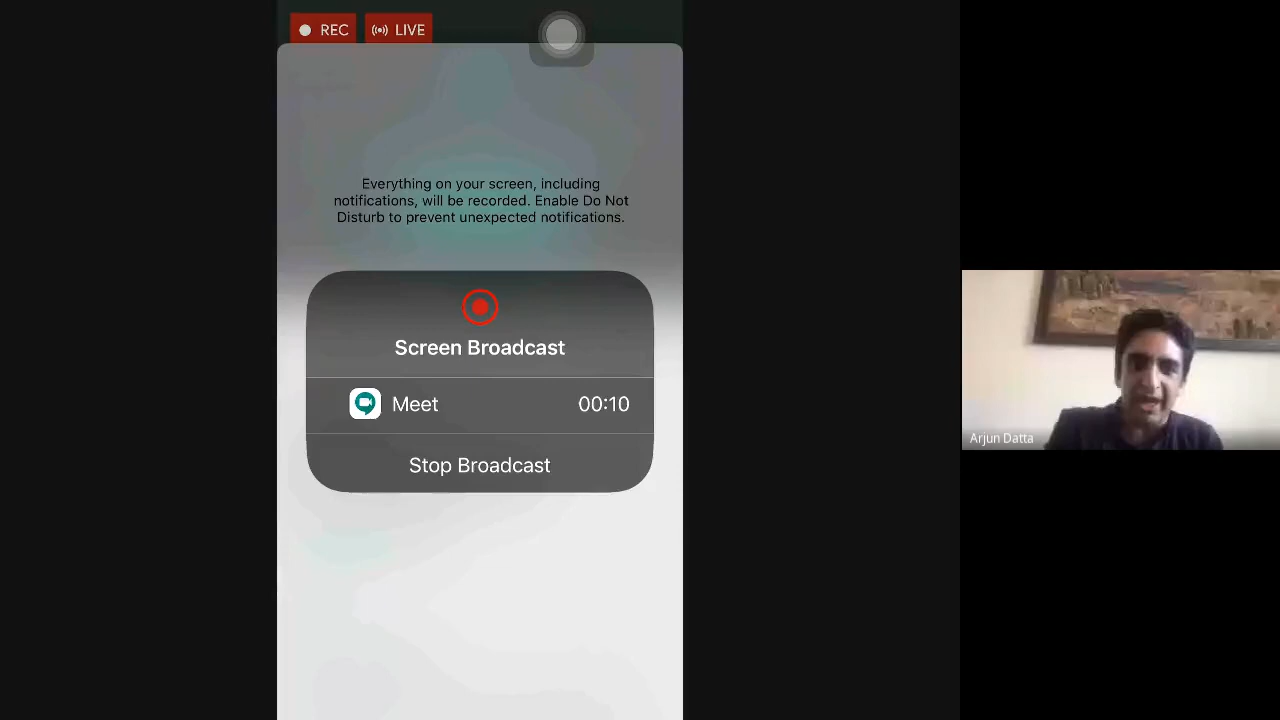 REC
LIVE
Everything on your screen, including
notifications, will be recorded. Enable Do Not
Disturb to prevent unexpected notifications.
Screen Broadcast
Meet 00:10
Stop Broadcast
Arjun Datta